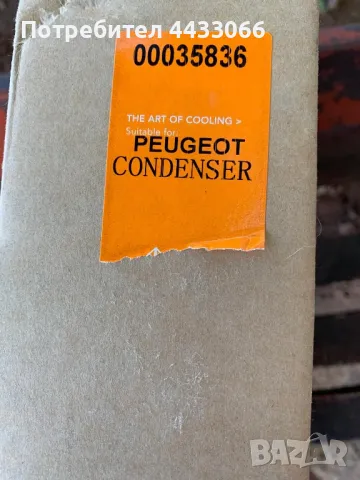 Потребител 4433066
00035836
THE ART OF COOLING >
Suitable for:
PEUGEOT
CONDENSER
BAZAR